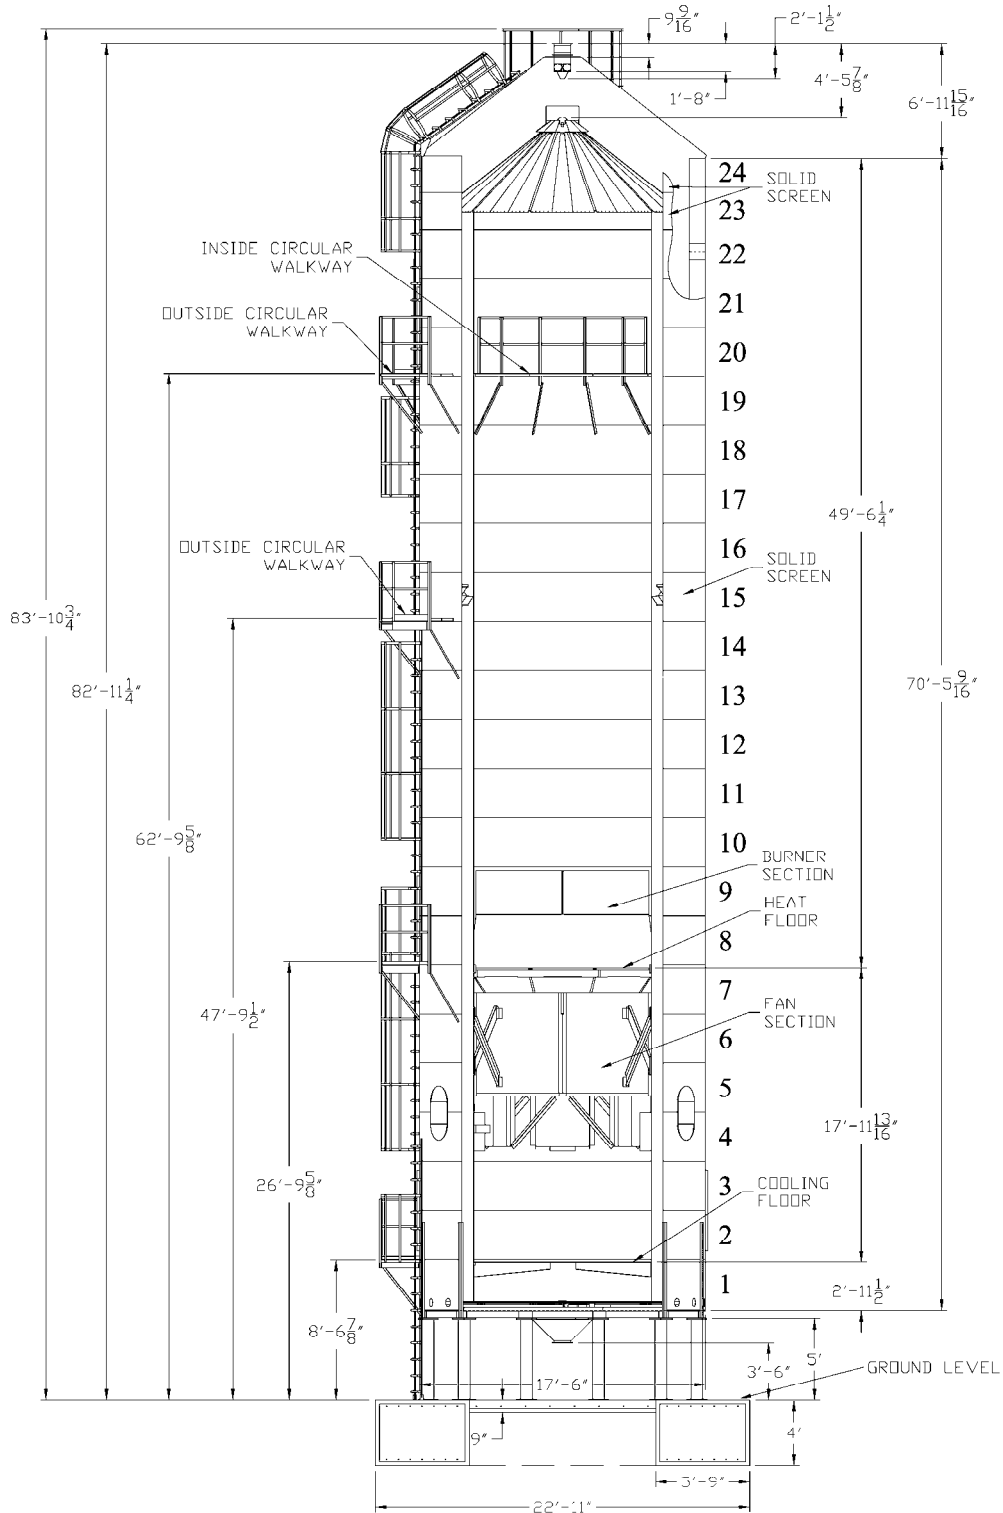 9 9/16"
2'-1 1/2"
1'-8"
4'-5 7/8"
6'-11 15/16"
24
SOLID
SCREEN
23
INSIDE CIRCULAR
WALKWAY
22
21
OUTSIDE CIRCULAR
WALKWAY
20
19
18
17
49'-6 1/4"
OUTSIDE CIRCULAR
WALKWAY
16
SOLID
SCREEN
15
83'-10 3/4"
14
82'-11 1/4"
13
70'-5 9/16"
12
11
62'-9 5/8"
10
BURNER
SECTION
9
HEAT
FLOOR
8
7
47'-9 1/2"
FAN
SECTION
6
5
4
17'-11 13/16"
26'-9 5/8"
3
COOLING
FLOOR
2
1
2'-11 1/2"
8'-6 7/8"
5'
3'-6"
GROUND LEVEL
17'-6"
9"
4'
22'-11"